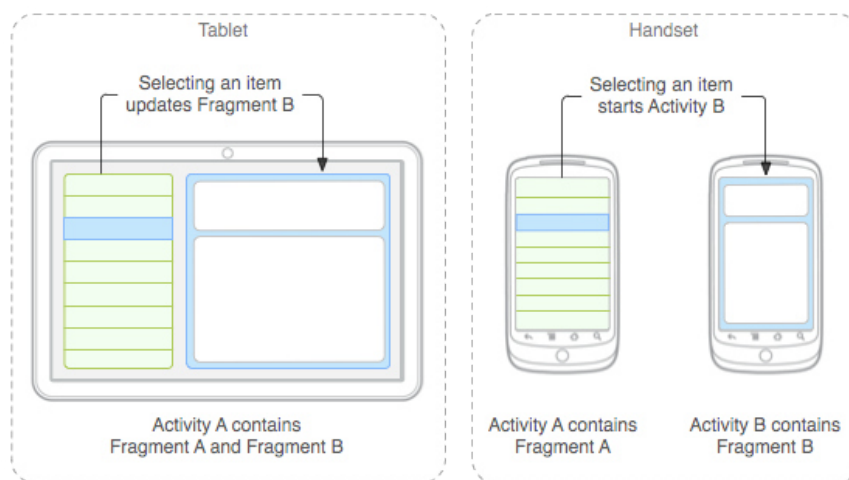 Tablet
Selecting an item
updates Fragment B
Activity A contains
Fragment A and Fragment B
Handset
Selecting an item
starts Activity B
Activity A contains
Fragment A
Activity B contains
Fragment B